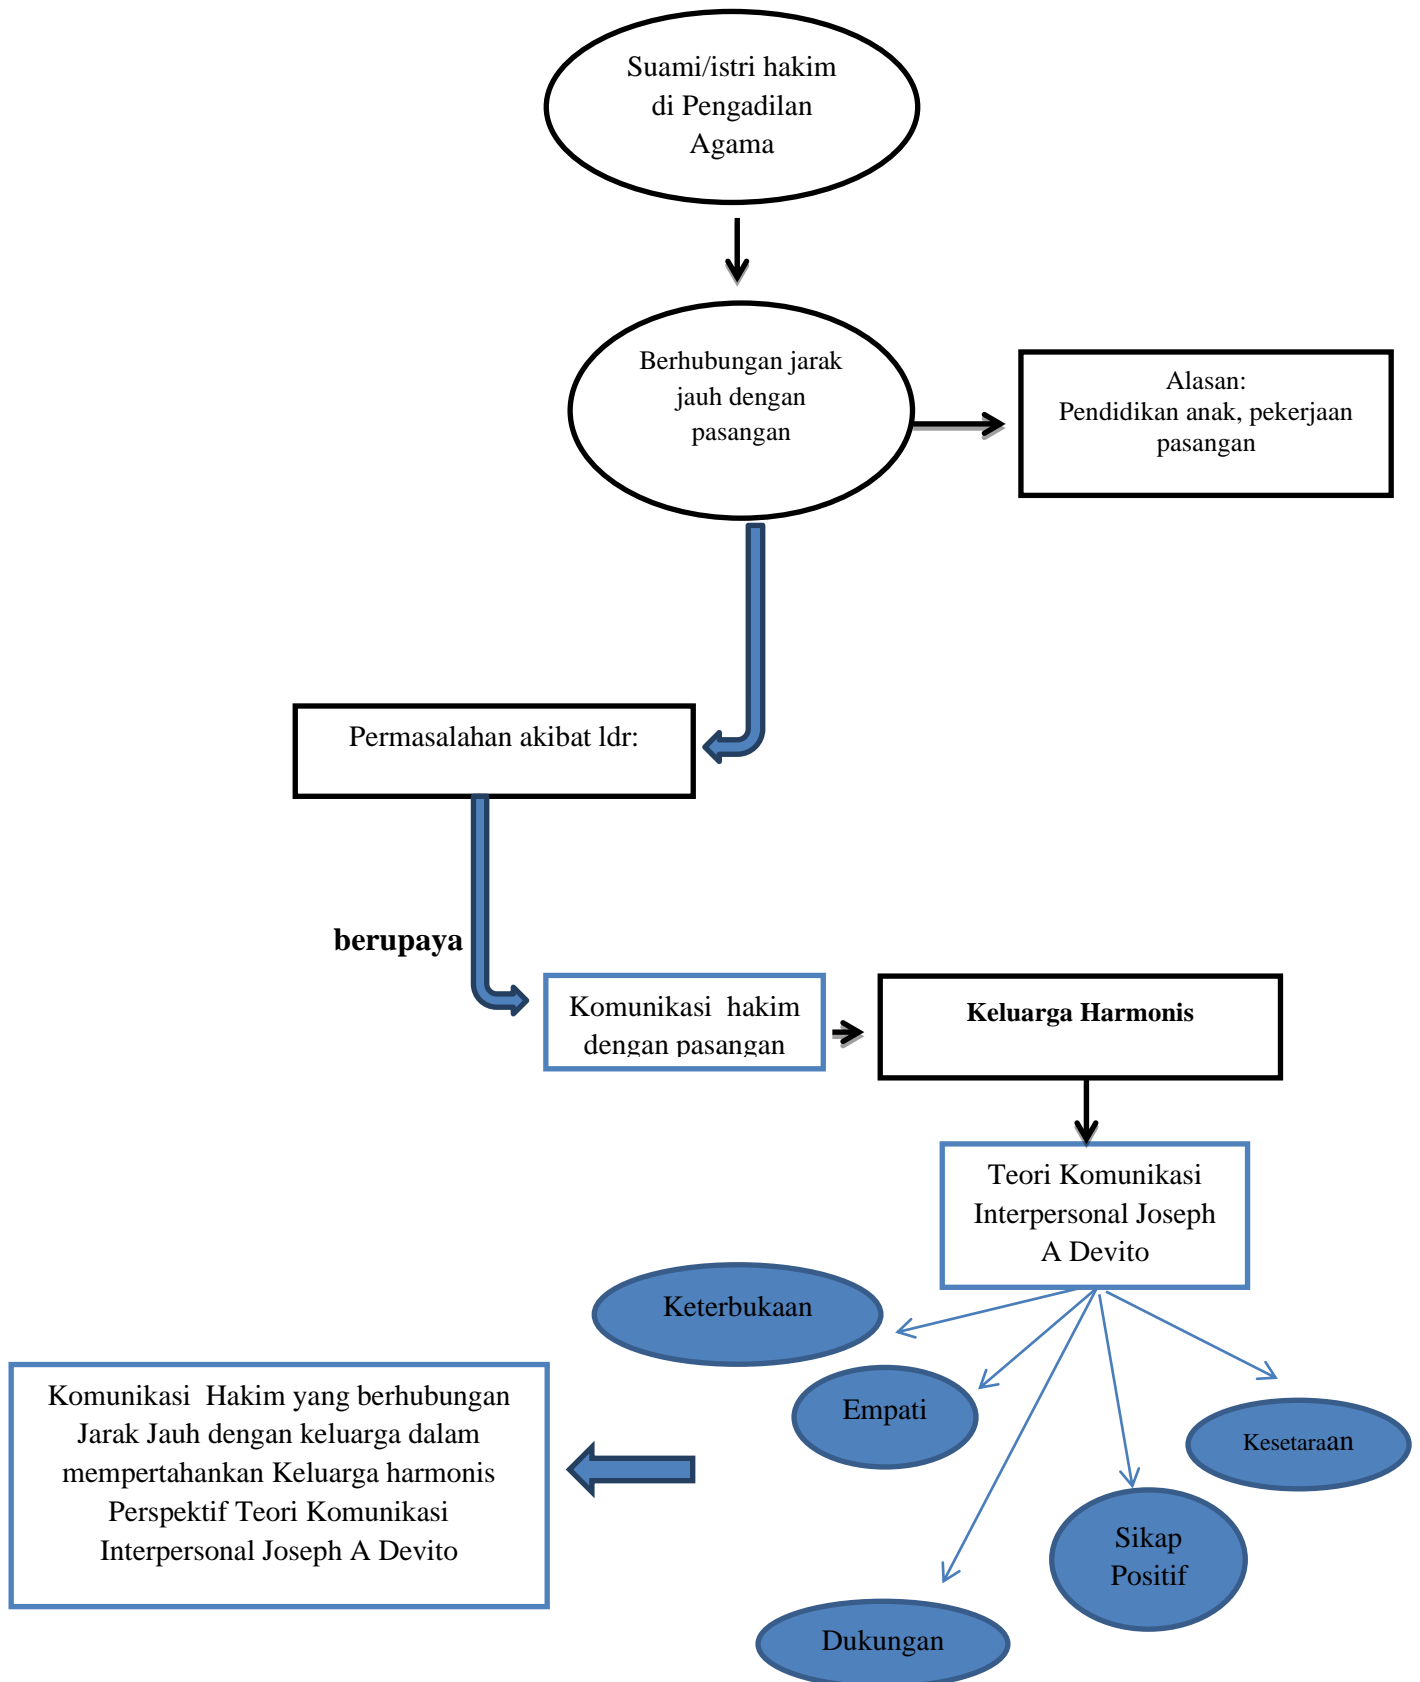 Suami/istri hakim
di Pengadilan
Agama
Berhubungan jarak
jauh dengan
pasangan
Alasan:
Pendidikan anak, pekerjaan
pasangan
Permasalahan akibat ldr:
berupaya
Komunikasi  hakim
dengan pasangan
Keluarga Harmonis
Teori Komunikasi
Interpersonal Joseph
A Devito
Keterbukaan
Empati
Kesetaraan
Sikap
Positif
Dukungan
Komunikasi  Hakim yang berhubungan
Jarak Jauh dengan keluarga dalam
mempertahankan Keluarga harmonis
Perspektif Teori Komunikasi
Interpersonal Joseph A Devito